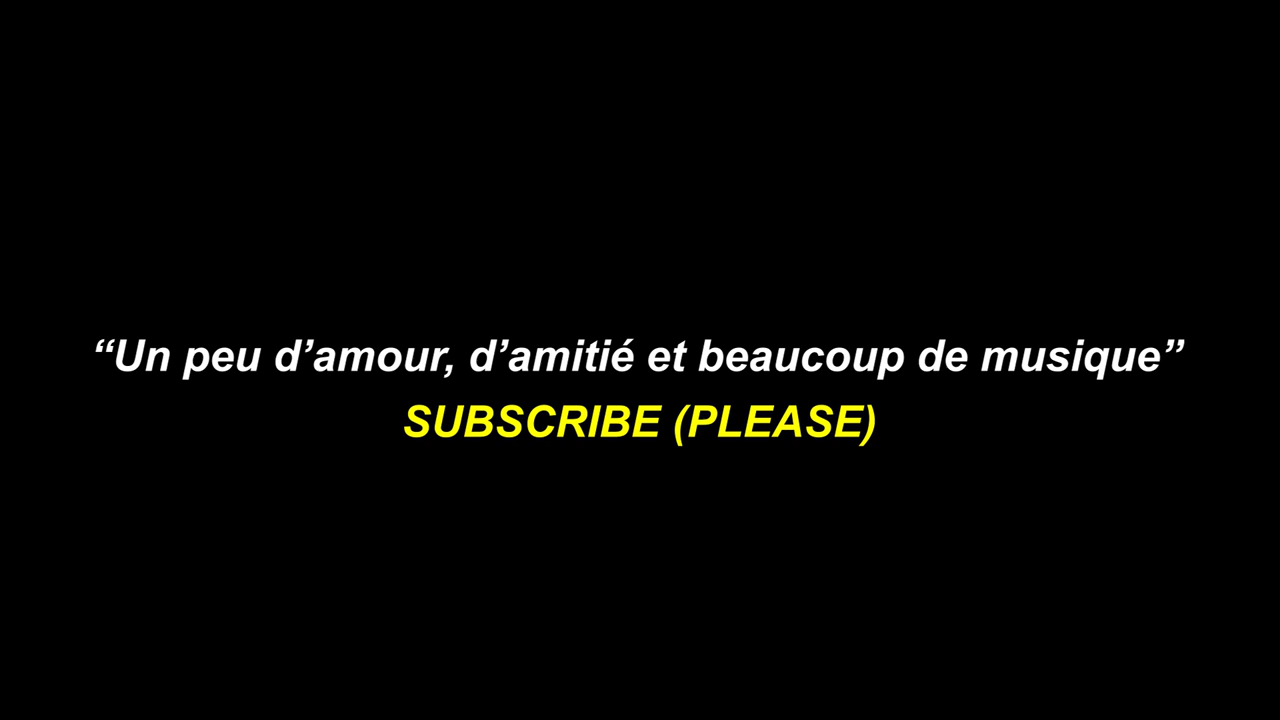 “Un peu d’amour, d’amitié et beaucoup de musique”
SUBSCRIBE (PLEASE)